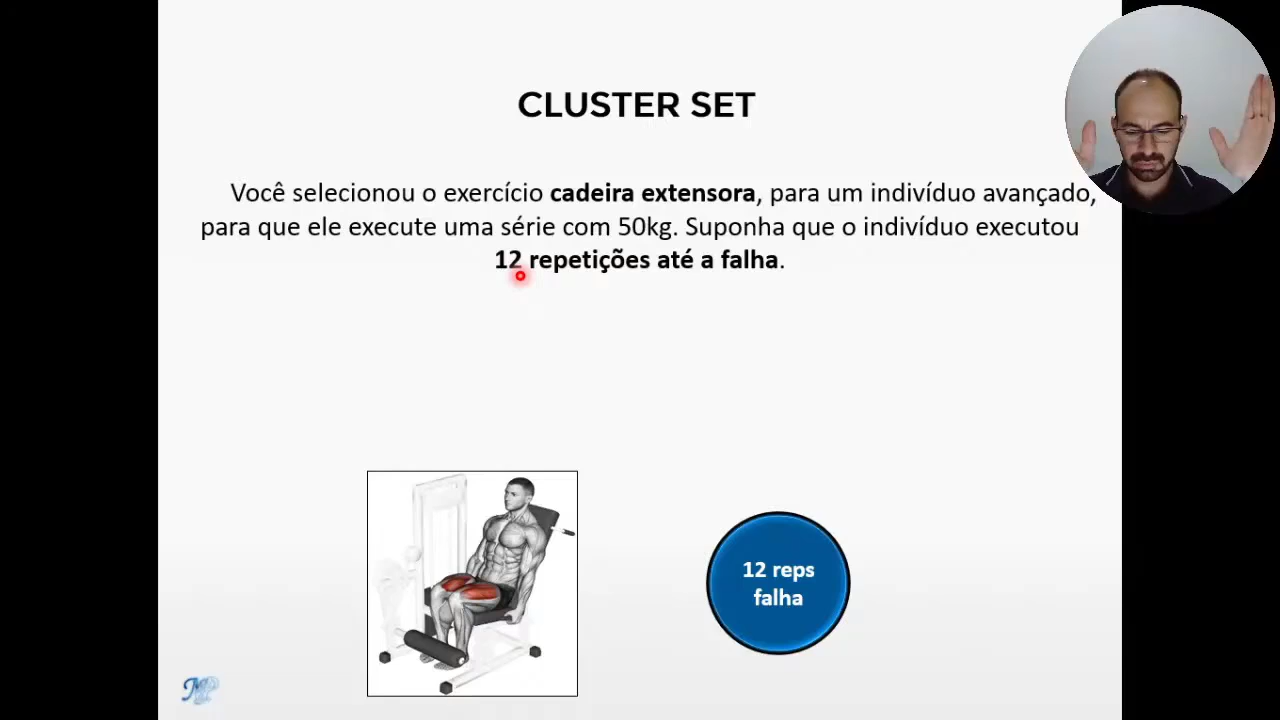 CLUSTER SET
Você selecionou o exercício cadeira extensora, para um indivíduo avançado,
para que ele execute uma série com 50kg. Suponha que o indivíduo executou
12 repetições até a falha.
12 reps
falha